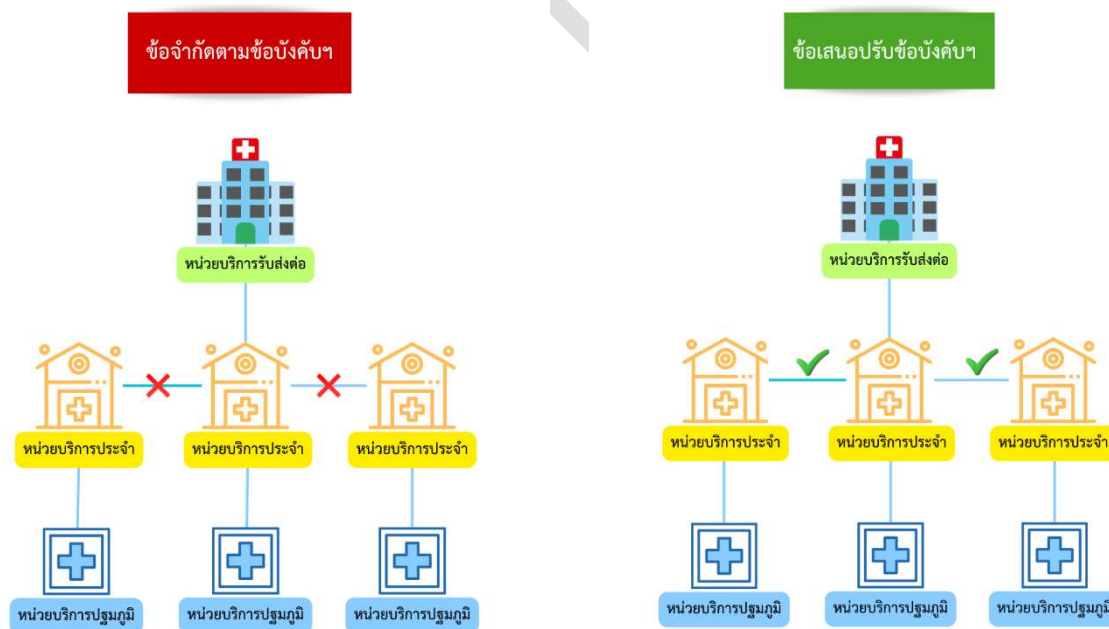 ข้อจำกัดตามข้อบังคับฯ
ข้อเสนอปรับข้อบังคับฯ
หน่วยบริการรับส่งต่อ
หน่วยบริการรับส่งต่อ
หน่วยบริการประจำ
หน่วยบริการประจำ
หน่วยบริการประจำ
หน่วยบริการประจำ
หน่วยบริการประจำ
หน่วยบริการประจำ
หน่วยบริการปฐมภูมิ
หน่วยบริการปฐมภูมิ
หน่วยบริการปฐมภูมิ
หน่วยบริการปฐมภูมิ
หน่วยบริการปฐมภูมิ
หน่วยบริการปฐมภูมิ